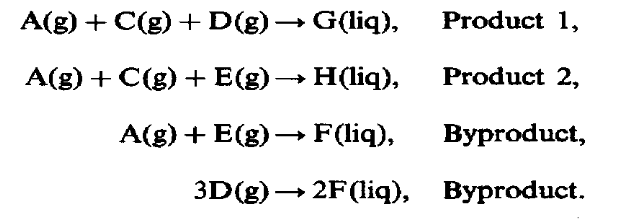 A(g) + C(g) + D(g) → G(liq), Product 1,
A(g) + C(g) + E(g) → H(liq), Product 2,
A(g) + E(g) → F(liq), Byproduct,
3D(g) → 2F(liq), Byproduct.